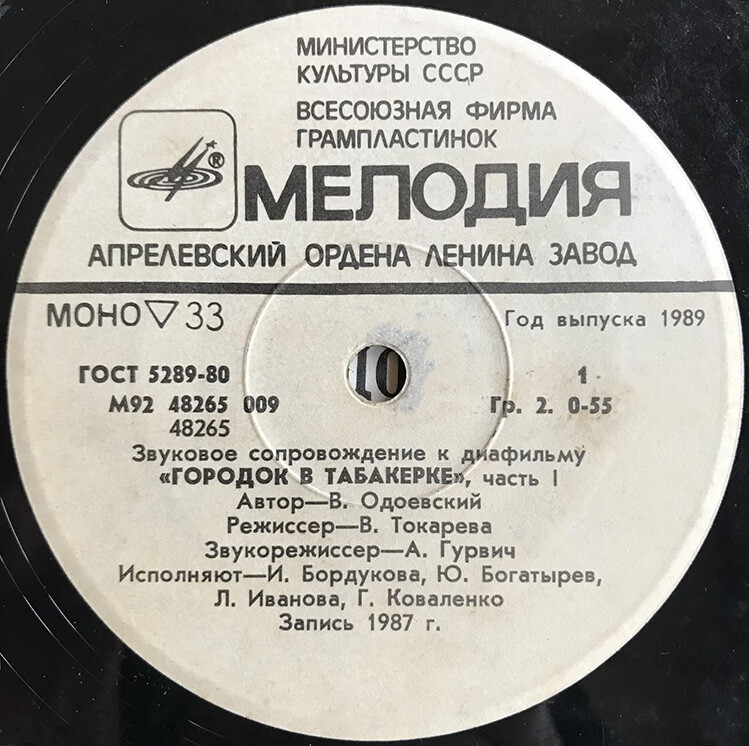 МИНИСТЕРСТВО
КУЛЬТУРЫ СССР
ВСЕСОЮЗНАЯ ФИРМА
ГРАМПЛАСТИНОК
®
МЕЛОДИЯ
АПРЕЛЕВСКИЙ ОРДЕНА ЛЕНИНА ЗАВОД
МОНО ▽ 33
Год выпуска 1989
ГОСТ 5289-80
1
М92 48265 009
Гр. 2. 0-55
48265
Звуковое сопровождение к диафильму
«ГОРОДОК В ТАБАКЕРКЕ», часть I
Автор—В. Одоевский
Режиссер—В. Токарева
Звукорежиссер—А. Гурвич
Исполняют—И. Бордукова, Ю. Богатырев,
Л. Иванова, Г. Коваленко
Запись 1987 г.